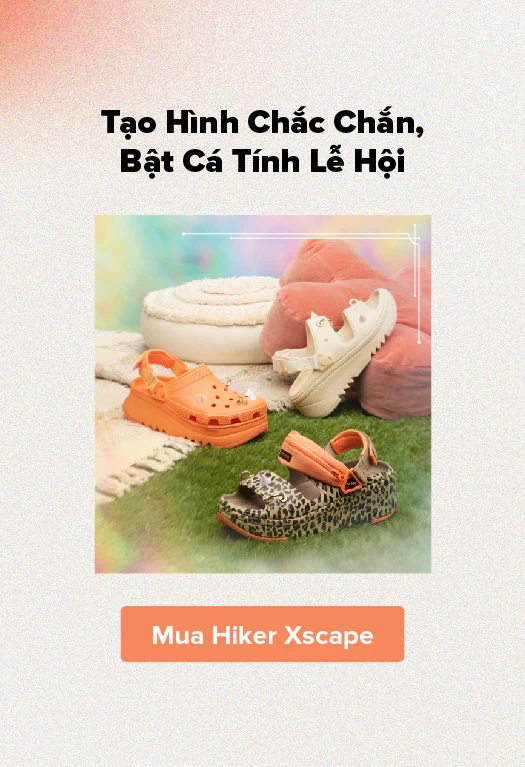 Tạo Hình Chắc Chắn,
Bật Cá Tính Lễ Hội
Mua Hiker Xscape